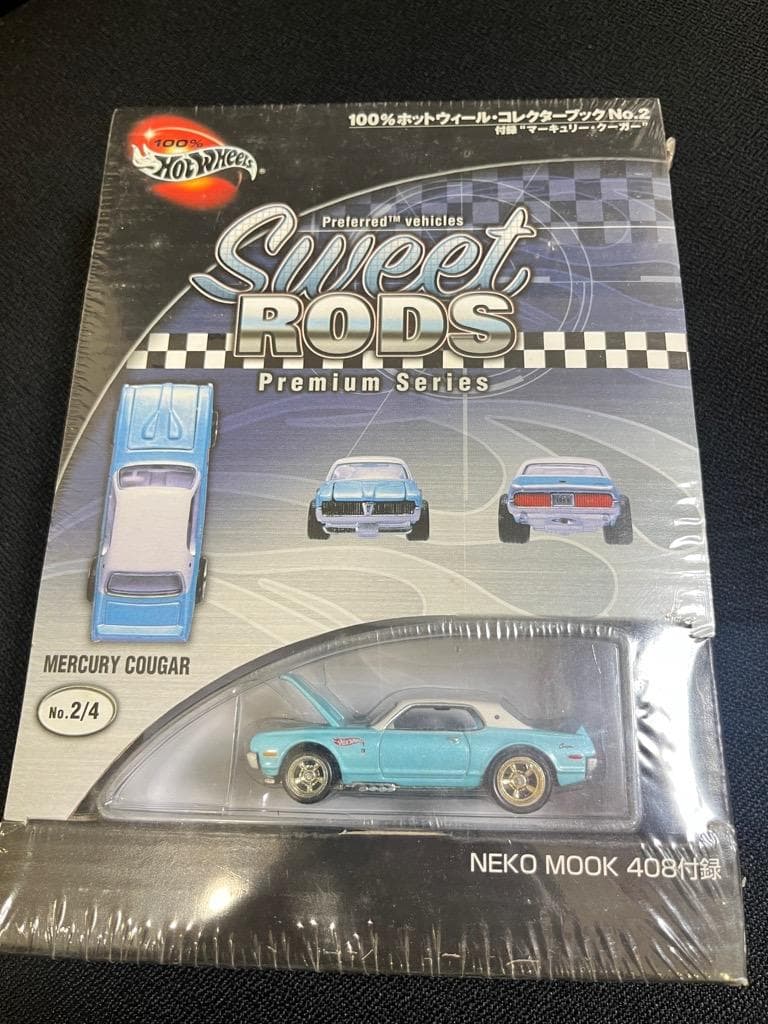 100%ホットウィール・コレクターブックNo.2
付録"マーキュリー・クーガー"
100%
HOT WHEELS
Preferred™ vehicles
Sweet
RODS
Premium Series
MERCURY COUGAR
No.2/4
NEKO MOOK 408付録